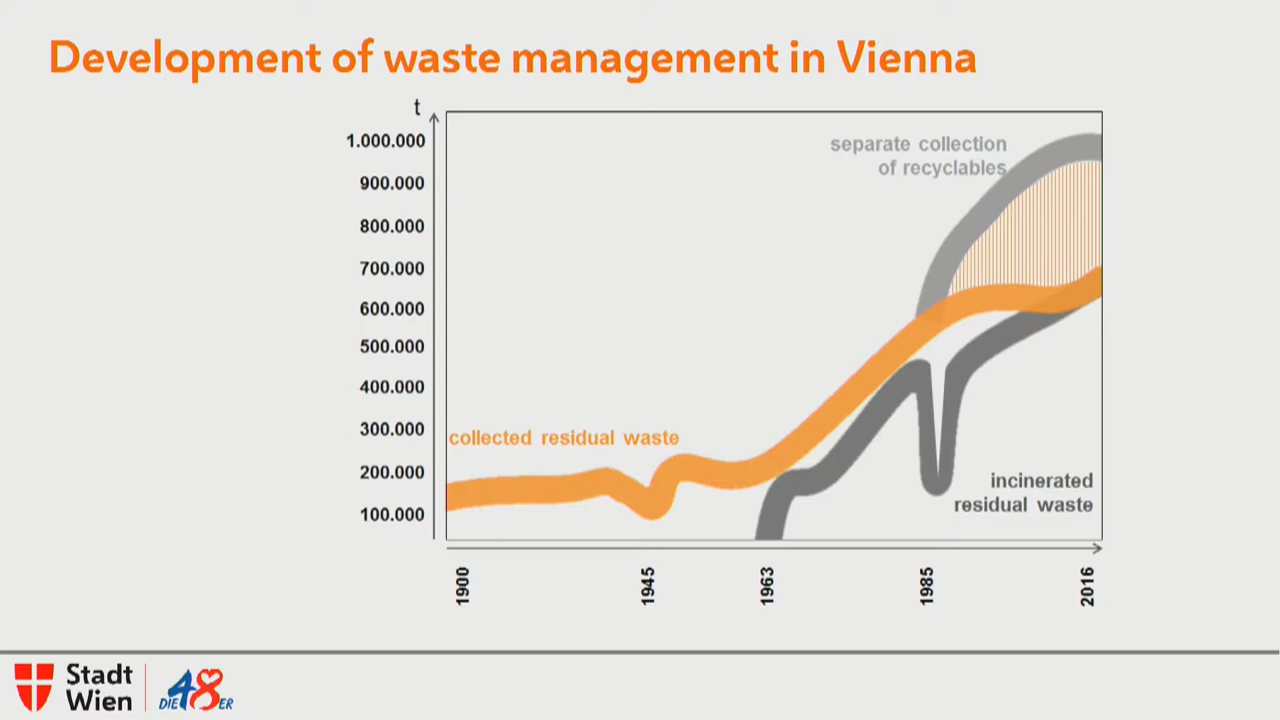 Development of waste management in Vienna
t
1.000.000
900.000
800.000
700.000
600.000
500.000
400.000
300.000
200.000
100.000
separate collection
of recyclables
collected residual waste
incinerated
residual waste
1900
1945
1963
1985
2016
Stadt
Wien
DIE 48ER